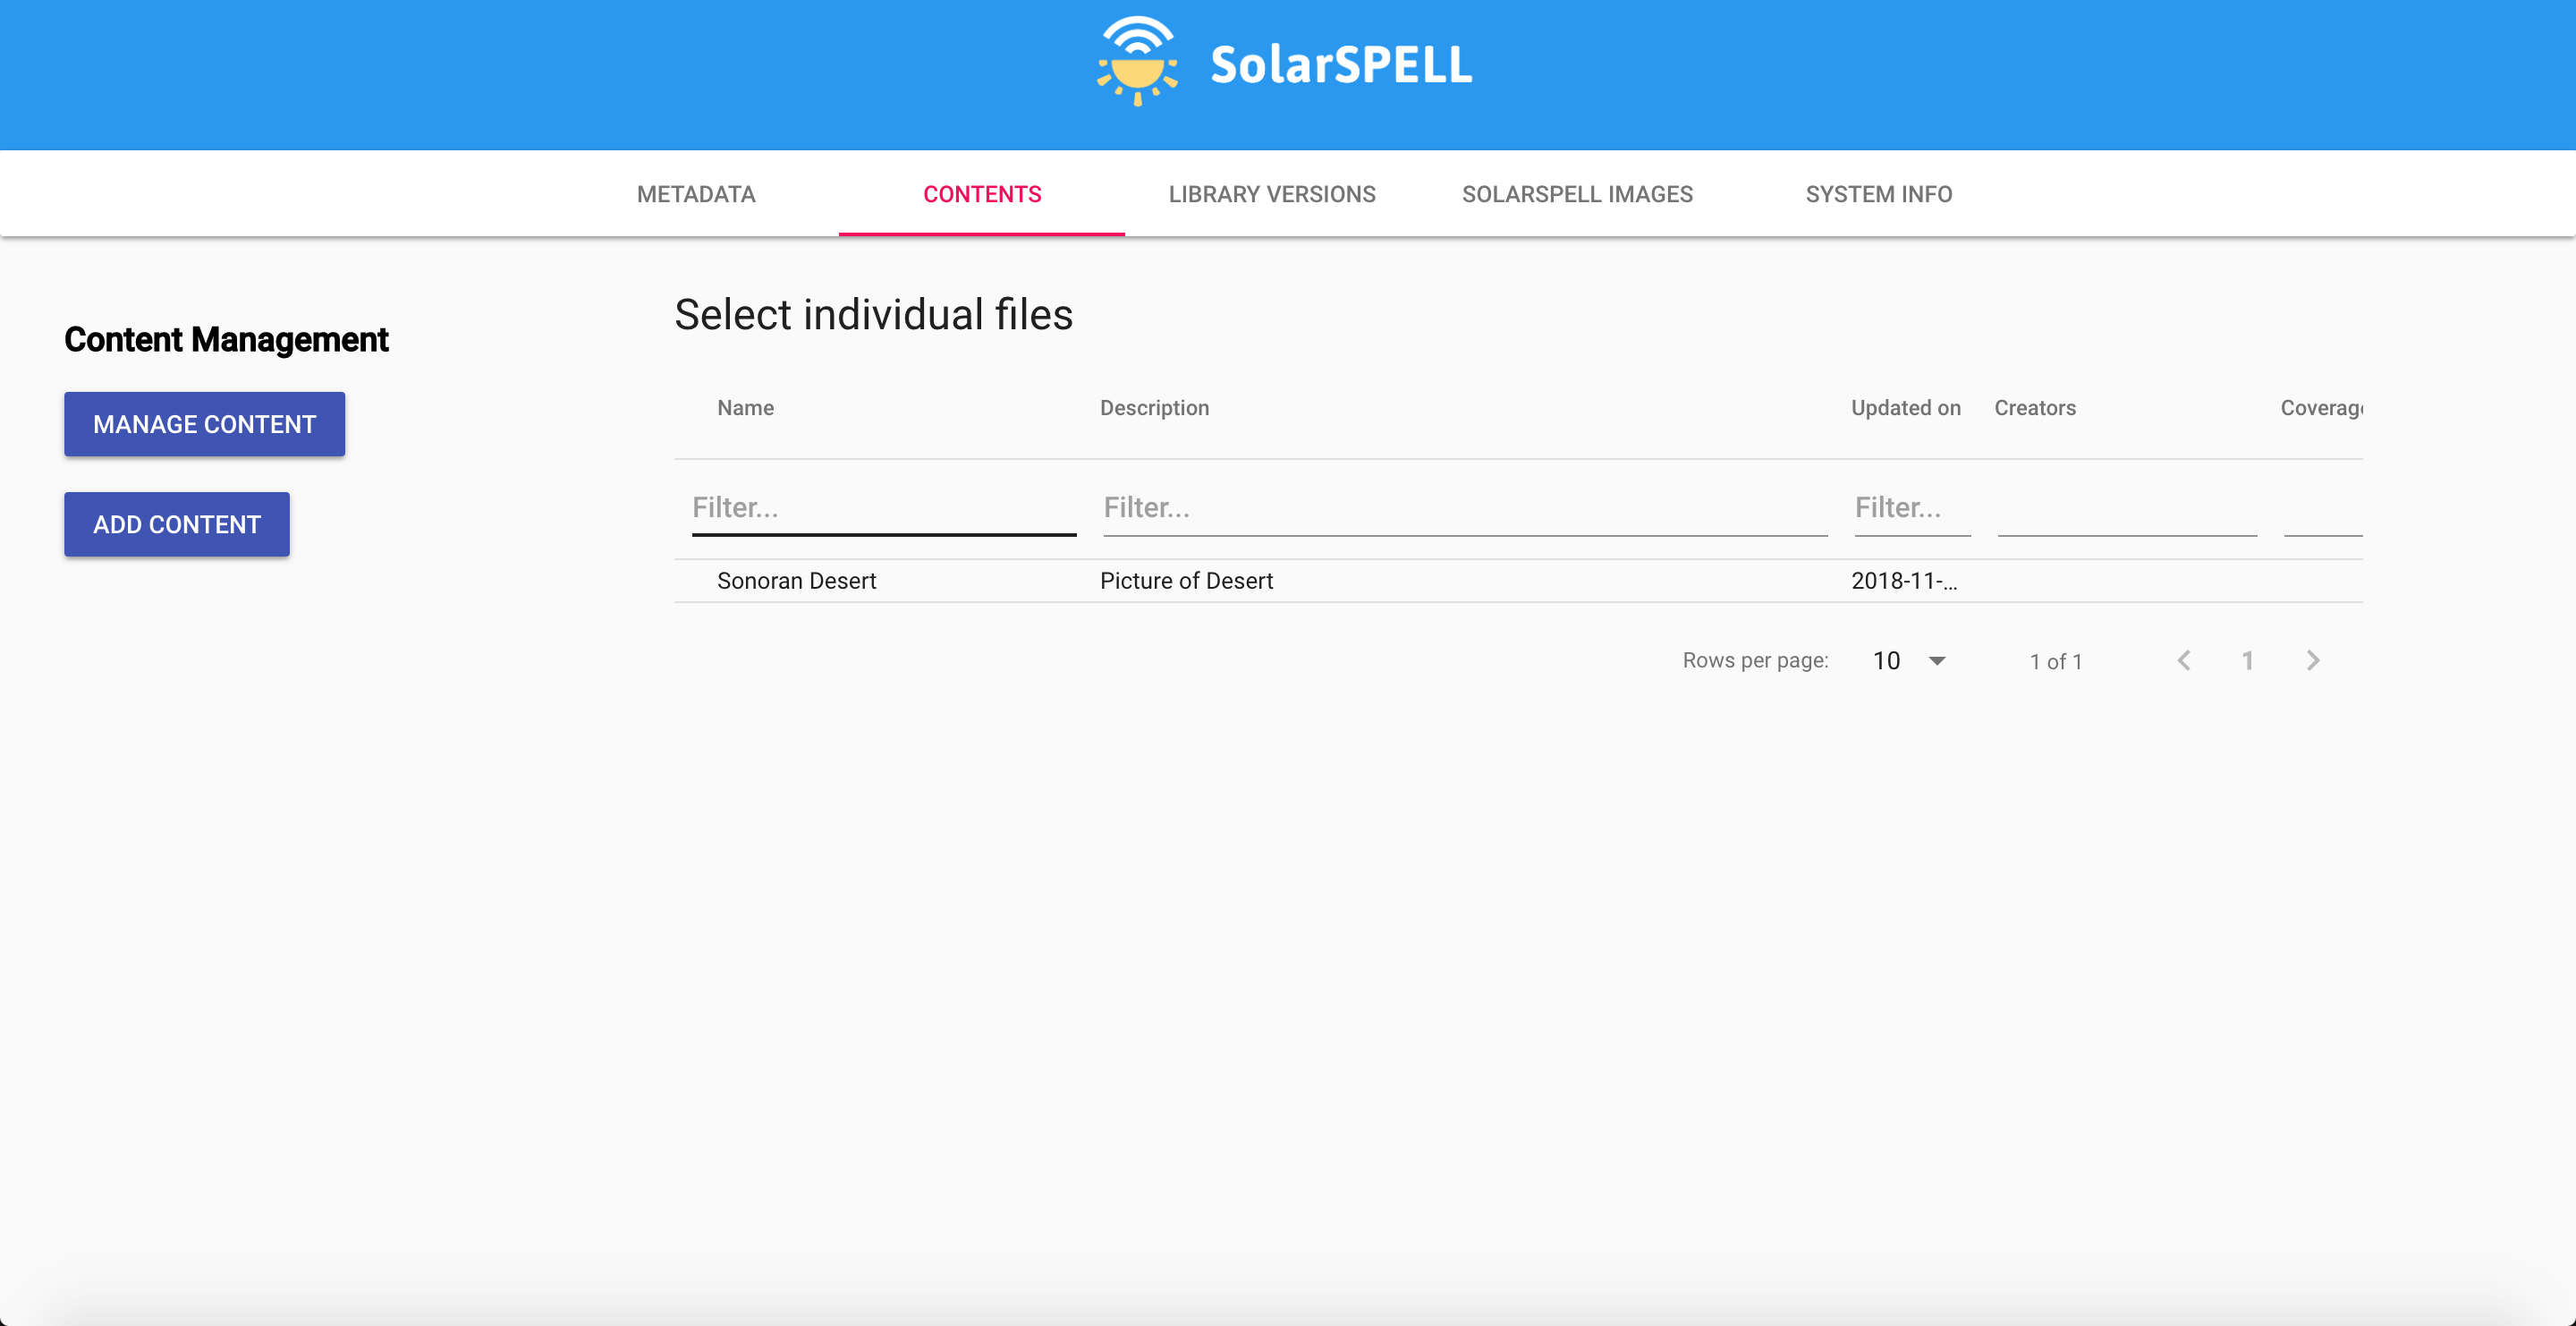 SolarSPELL
METADATA CONTENTS LIBRARY VERSIONS SOLARSPELL IMAGES SYSTEM INFO
Content Management
MANAGE CONTENT
ADD CONTENT
Select individual files
Name Description Updated on Creators Coverag
Filter... Filter... Filter...
Sonoran Desert Picture of Desert 2018-11-...
Rows per page: 10 1 of 1 1